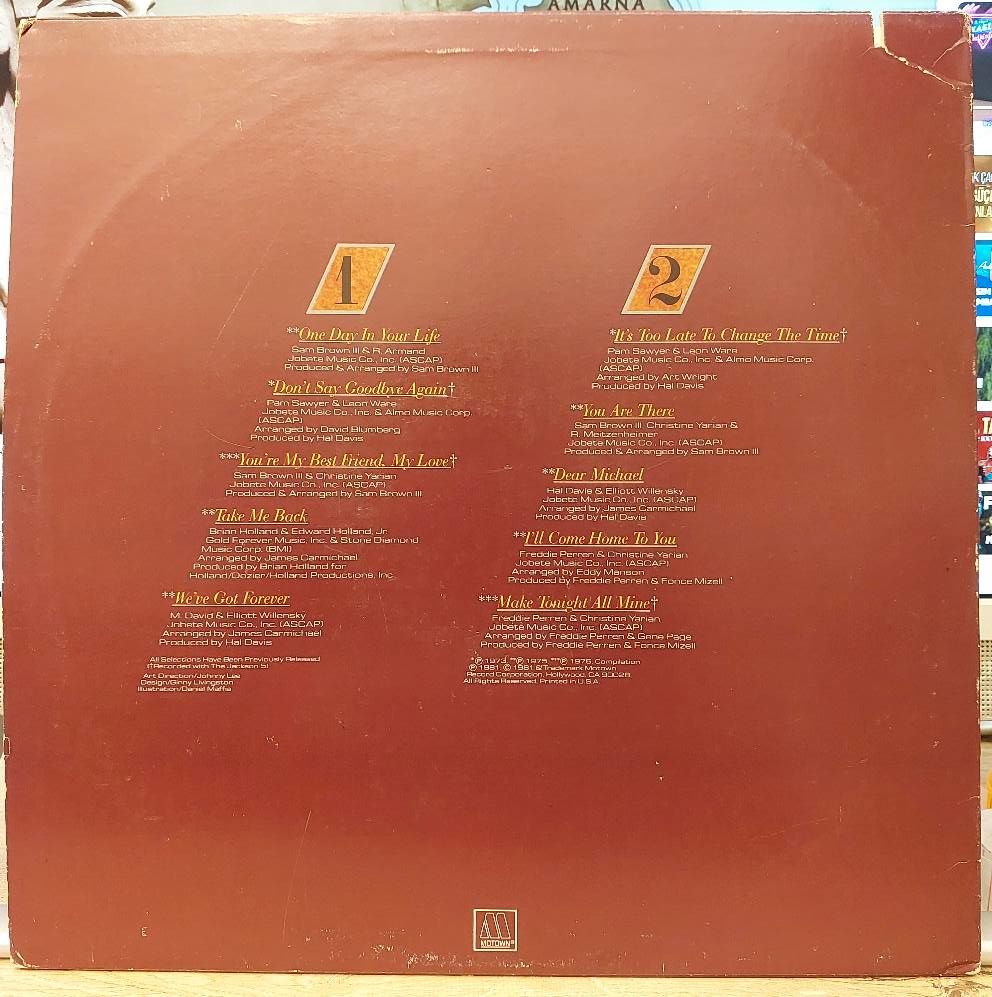 AMARNA
1
**One Day In Your Life
Sam Brown III & R. Armand
Jobete Music Co., Inc. (ASCAP)
Produced & Arranged by Sam Brown III
*Don't Say Goodbye Again†
Pam Sawyer & Leon Ware
Jobete Music Co., Inc. & Almo Music Corp.
(ASCAP)
Arranged by David Blumberg
Produced by Hal Davis
***You're My Best Friend, My Love†
Sam Brown III & Christine Yarian
Jobete Music Co., Inc. (ASCAP)
Produced & Arranged by Sam Brown III
**Take Me Back
Brian Holland & Edward Holland, Jr.
Gold Forever Music, Inc. & Stone Diamond
Music Corp. (BMI)
Arranged by James Carmichael
Produced by Brian Holland for
Holland/Dozier/Holland Productions, Inc.
**We've Got Forever
M. David & Elliott Willensky
Jobete Music Co., Inc. (ASCAP)
Arranged by James Carmichael
Produced by Hal Davis
All Selections Have Been Previously Released
(†Recorded with The Jackson 5)
Art Direction/Johnny Lee
Design/Ginny Livingston
Illustration/Daniel Maffia
2
*It's Too Late To Change The Time†
Pam Sawyer & Leon Ware
Jobete Music Co., Inc. & Almo Music Corp.
(ASCAP)
Arranged by Art Wright
Produced by Hal Davis
**You Are There
Sam Brown III, Christine Yarian &
R. Meitzenheimer
Jobete Music Co., Inc. (ASCAP)
Produced & Arranged by Sam Brown III
**Dear Michael
Hal Davis & Elliott Willensky
Jobete Music Co., Inc. (ASCAP)
Arranged by James Carmichael
Produced by Hal Davis
**I'll Come Home To You
Freddie Perren & Christine Yarian
Jobete Music Co., Inc. (ASCAP)
Arranged by Eddy Manson
Produced by Freddie Perren & Fonce Mizell
***Make Tonight All Mine†
Freddie Perren & Christine Yarian
Jobete Music Co., Inc. (ASCAP)
Arranged by Freddie Perren & Gene Page
Produced by Freddie Perren & Fonce Mizell
*℗ 1973 **℗ 1975 ***℗ 1976, Compilation
℗ 1981 © 1981 &Trademark Motown
Record Corporation, Hollywood, CA 90028
All Rights Reserved. Printed in U.S.A.
MOTOWN®